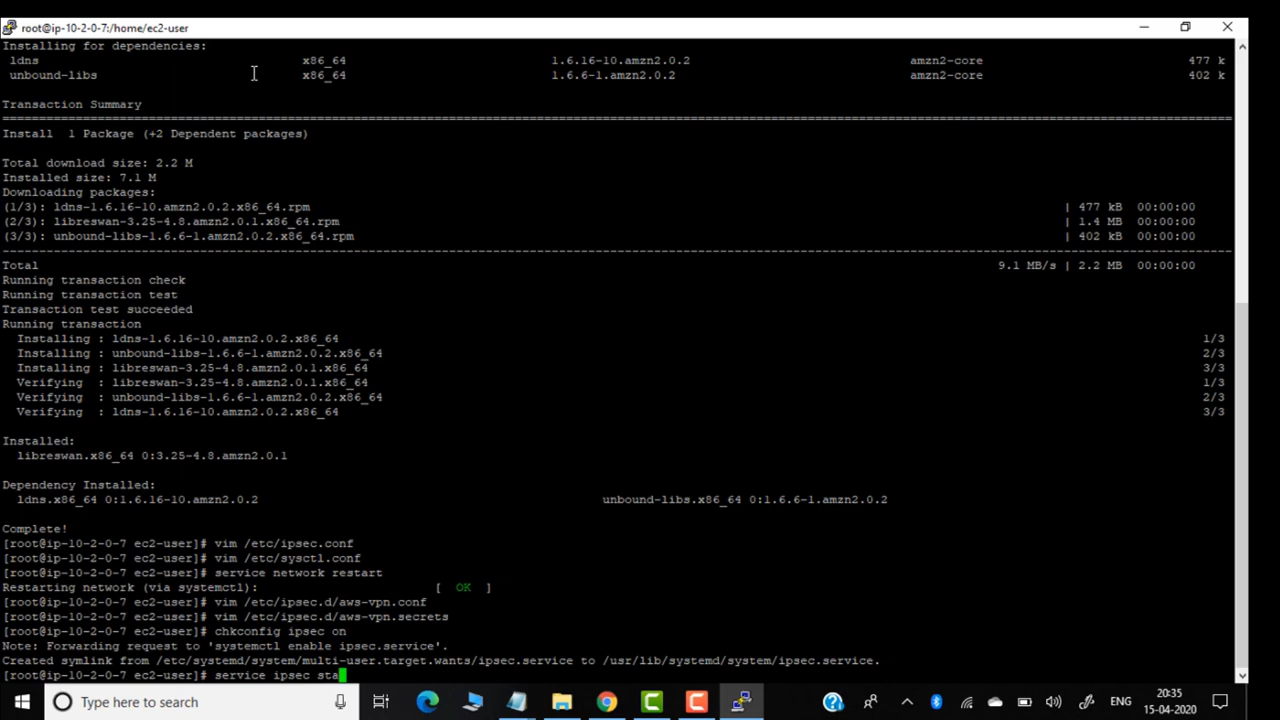 root@ip-10-2-0-7:/home/ec2-user
Installing for dependencies:
ldns x86_64 1.6.16-10.amzn2.0.2 amzn2-core 477 k
unbound-libs x86_64 1.6.6-1.amzn2.0.2 amzn2-core 402 k
Transaction Summary
================================================================================
Install 1 Package (+2 Dependent packages)
Total download size: 2.2 M
Installed size: 7.1 M
Downloading packages:
(1/3): ldns-1.6.16-10.amzn2.0.2.x86_64.rpm | 477 kB 00:00:00
(2/3): libreswan-3.25-4.8.amzn2.0.1.x86_64.rpm | 1.4 MB 00:00:00
(3/3): unbound-libs-1.6.6-1.amzn2.0.2.x86_64.rpm | 402 kB 00:00:00
--------------------------------------------------------------------------------
Total 9.1 MB/s | 2.2 MB 00:00:00
Running transaction check
Running transaction test
Transaction test succeeded
Running transaction
Installing : ldns-1.6.16-10.amzn2.0.2.x86_64 1/3
Installing : unbound-libs-1.6.6-1.amzn2.0.2.x86_64 2/3
Installing : libreswan-3.25-4.8.amzn2.0.1.x86_64 3/3
Verifying : libreswan-3.25-4.8.amzn2.0.1.x86_64 1/3
Verifying : unbound-libs-1.6.6-1.amzn2.0.2.x86_64 2/3
Verifying : ldns-1.6.16-10.amzn2.0.2.x86_64 3/3
Installed:
libreswan.x86_64 0:3.25-4.8.amzn2.0.1
Dependency Installed:
ldns.x86_64 0:1.6.16-10.amzn2.0.2 unbound-libs.x86_64 0:1.6.6-1.amzn2.0.2
Complete!
[root@ip-10-2-0-7 ec2-user]# vim /etc/ipsec.conf
[root@ip-10-2-0-7 ec2-user]# vim /etc/sysctl.conf
[root@ip-10-2-0-7 ec2-user]# service network restart
Restarting network (via systemctl): [ OK ]
[root@ip-10-2-0-7 ec2-user]# vim /etc/ipsec.d/aws-vpn.conf
[root@ip-10-2-0-7 ec2-user]# vim /etc/ipsec.d/aws-vpn.secrets
[root@ip-10-2-0-7 ec2-user]# chkconfig ipsec on
Note: Forwarding request to 'systemctl enable ipsec.service'.
Created symlink from /etc/systemd/system/multi-user.target.wants/ipsec.service to /usr/lib/systemd/system/ipsec.service.
[root@ip-10-2-0-7 ec2-user]# service ipsec sta
Type here to search
ENG
20:35
15-04-2020